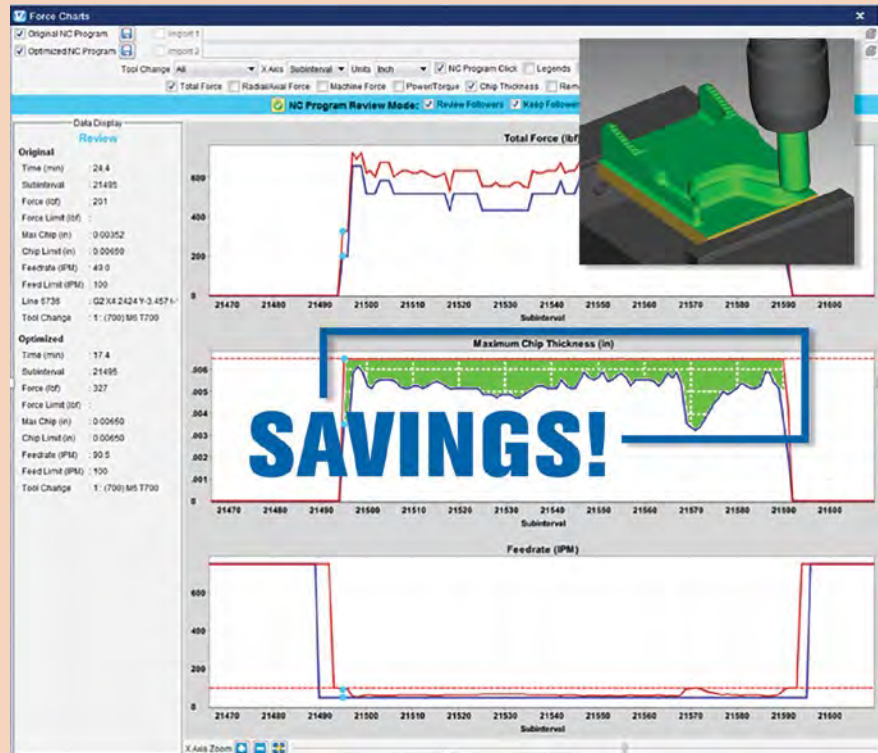 Force Charts
Original NC Program Import 1
Optimized NC Program Import 2
Tool Change All X Axis Subinterval Units Inch NC Program Click Legends
Total Force Radial/Axial Force Machine Force Power/Torque Chip Thickness
NC Program Review Mode: Review Followers
Data Display
Review
Original
Time (min) : 24.4
Subinterval : 21495
Force (lbf) : 201
Force Limit (lbf) :
Max Chip (in) : 0.00352
Chip Limit (in) : 0.00650
Feedrate (IPM) : 49.0
Feed Limit (IPM) : 100
Line 6736
Tool Change : 1 : (700) M6 T700
Optimized
Time (min) : 17.4
Subinterval : 21495
Force (lbf) : 327
Force Limit (lbf) :
Max Chip (in) : 0.00650
Chip Limit (in) : 0.00650
Feedrate (IPM) : 90.5
Feed Limit (IPM) : 100
Tool Change 1 : (700) M6 T700
Total Force (lbf)
600
400
200
0
21470 21480 21490 21500 21510 21520 21530 21540 21550 21560 21570 21580 21590 21600
Subinterval
Maximum Chip Thickness (in)
.006
.005
.004
.003
.002
.001
0
SAVINGS!
21470 21480 21490 21500 21510 21520 21530 21540 21550 21560 21570 21580 21590 21600
Subinterval
Feedrate (IPM)
600
400
200
0
21470 21480 21490 21500 21510 21520 21530 21540 21550 21560 21570 21580 21590 21600
Subinterval
X Axis Zoom